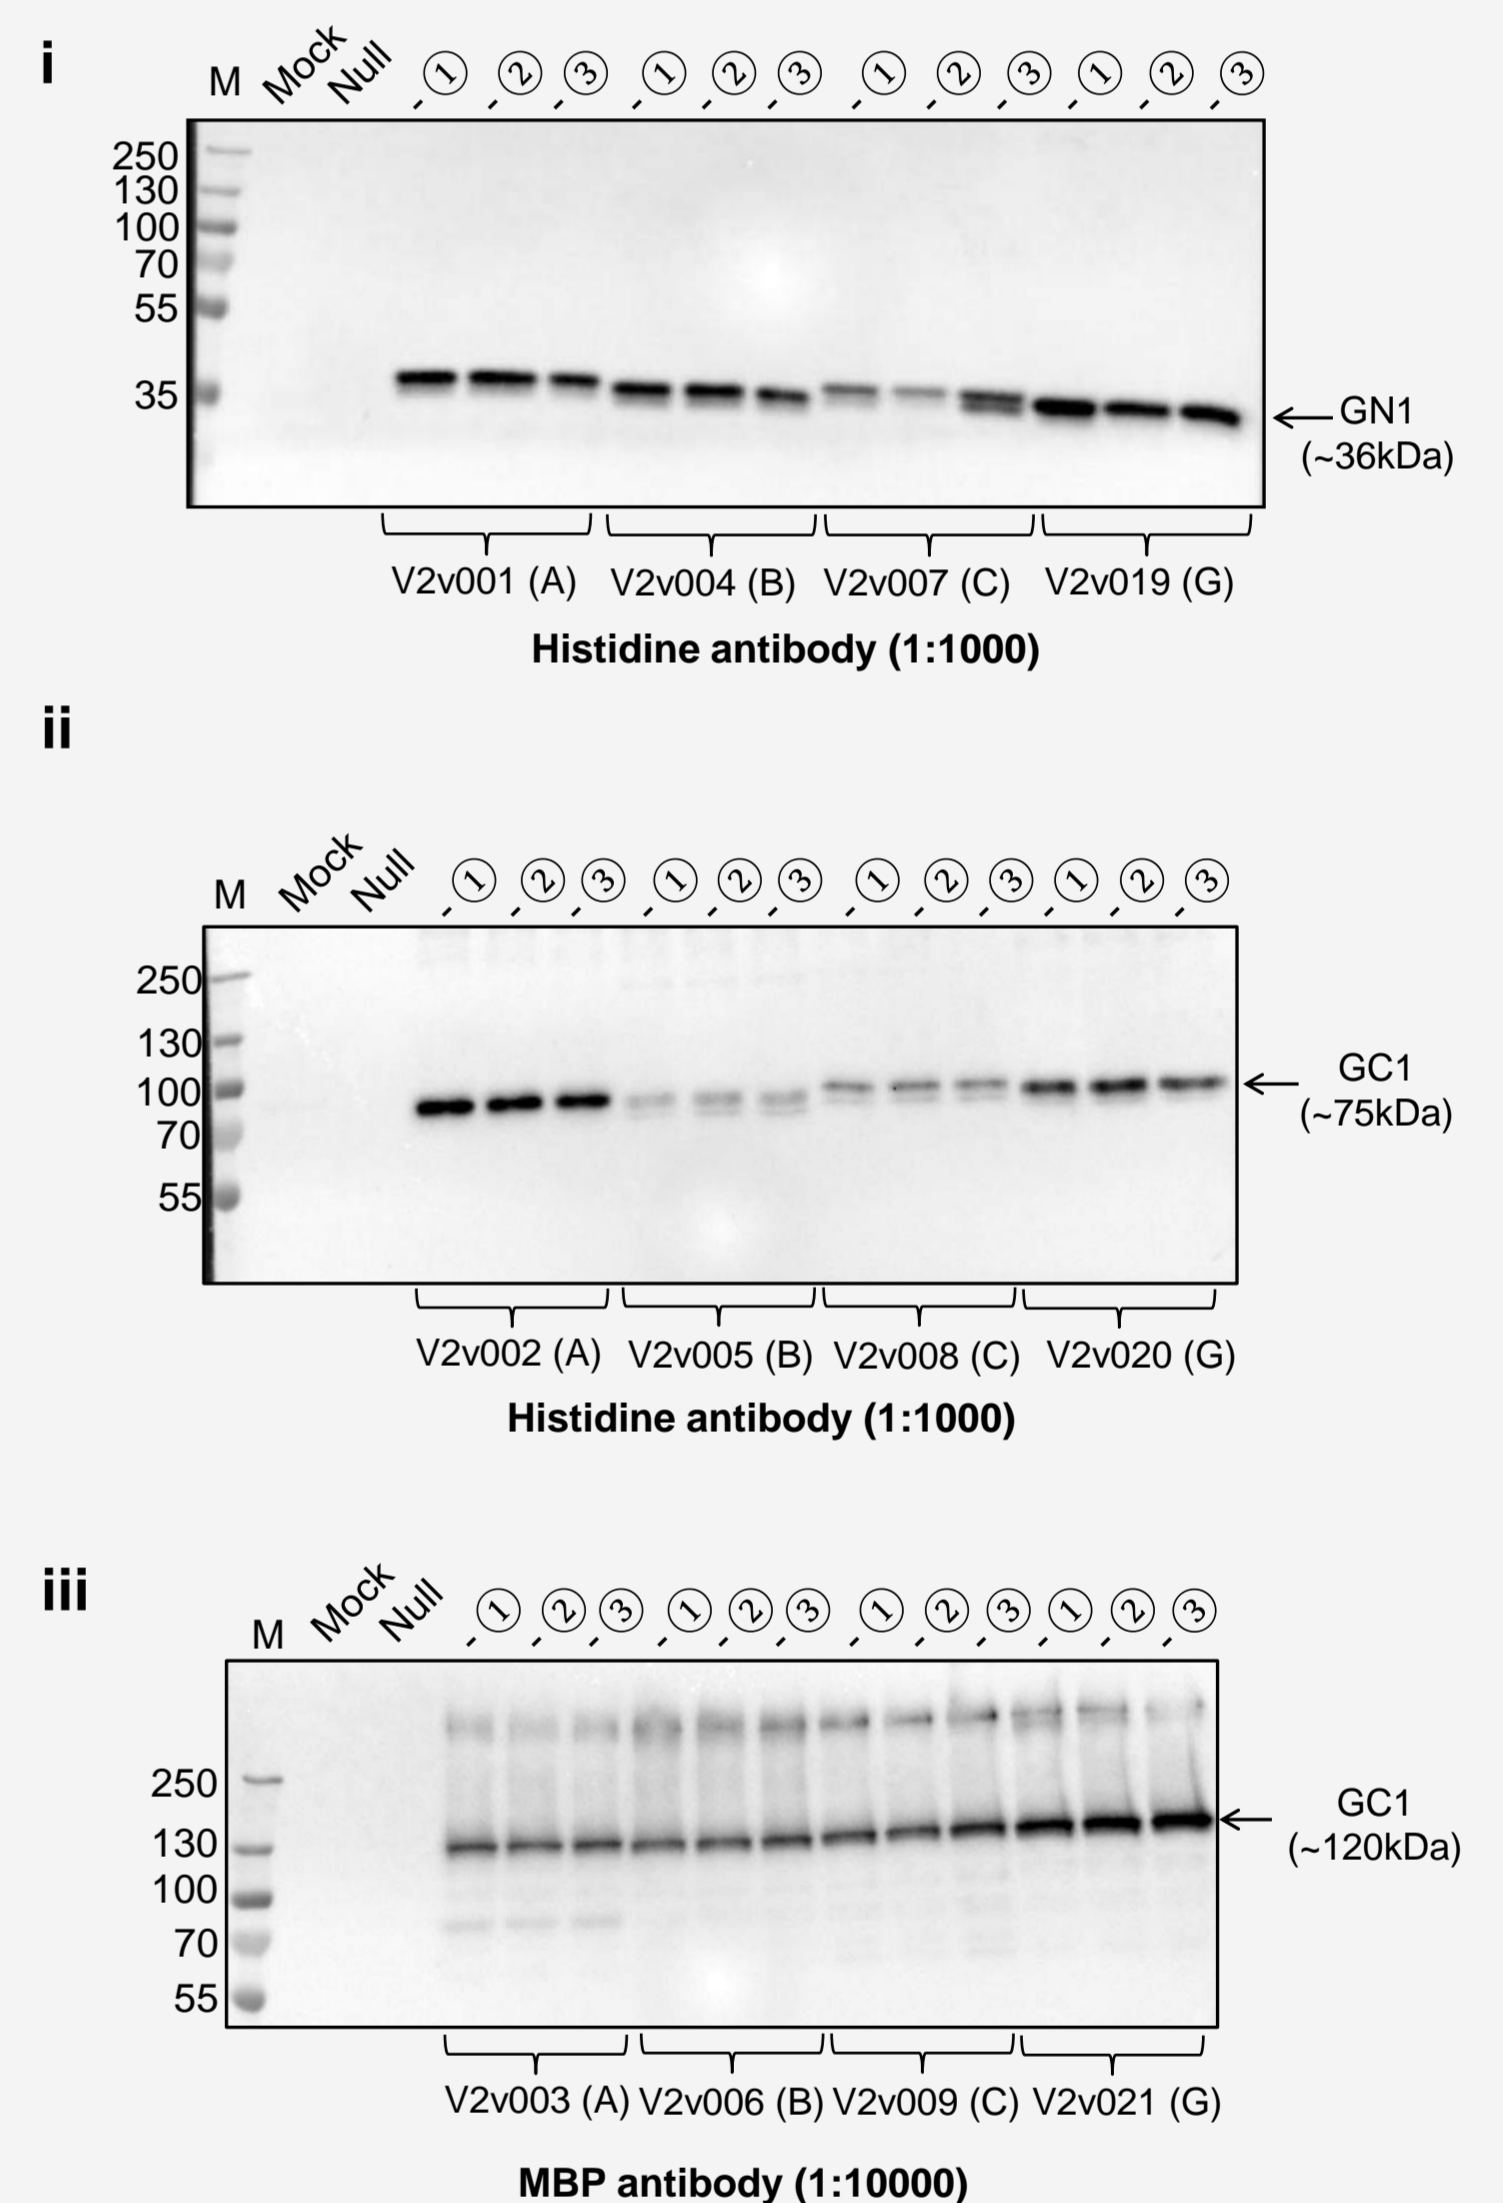 i
M Mock Null -① -② -③ -① -② -③ -① -② -③ -① -② -③
250
130
100
70
55
35
GN1
(~36kDa)
V2v001 (A) V2v004 (B) V2v007 (C) V2v019 (G)
Histidine antibody (1:1000)
ii
M Mock Null -① -② -③ -① -② -③ -① -② -③ -① -② -③
250
130
100
70
55
GC1
(~75kDa)
V2v002 (A) V2v005 (B) V2v008 (C) V2v020 (G)
Histidine antibody (1:1000)
iii
M Mock Null -① -② -③ -① -② -③ -① -② -③ -① -② -③
250
130
100
70
55
GC1
(~120kDa)
V2v003 (A) V2v006 (B) V2v009 (C) V2v021 (G)
MBP antibody (1:10000)